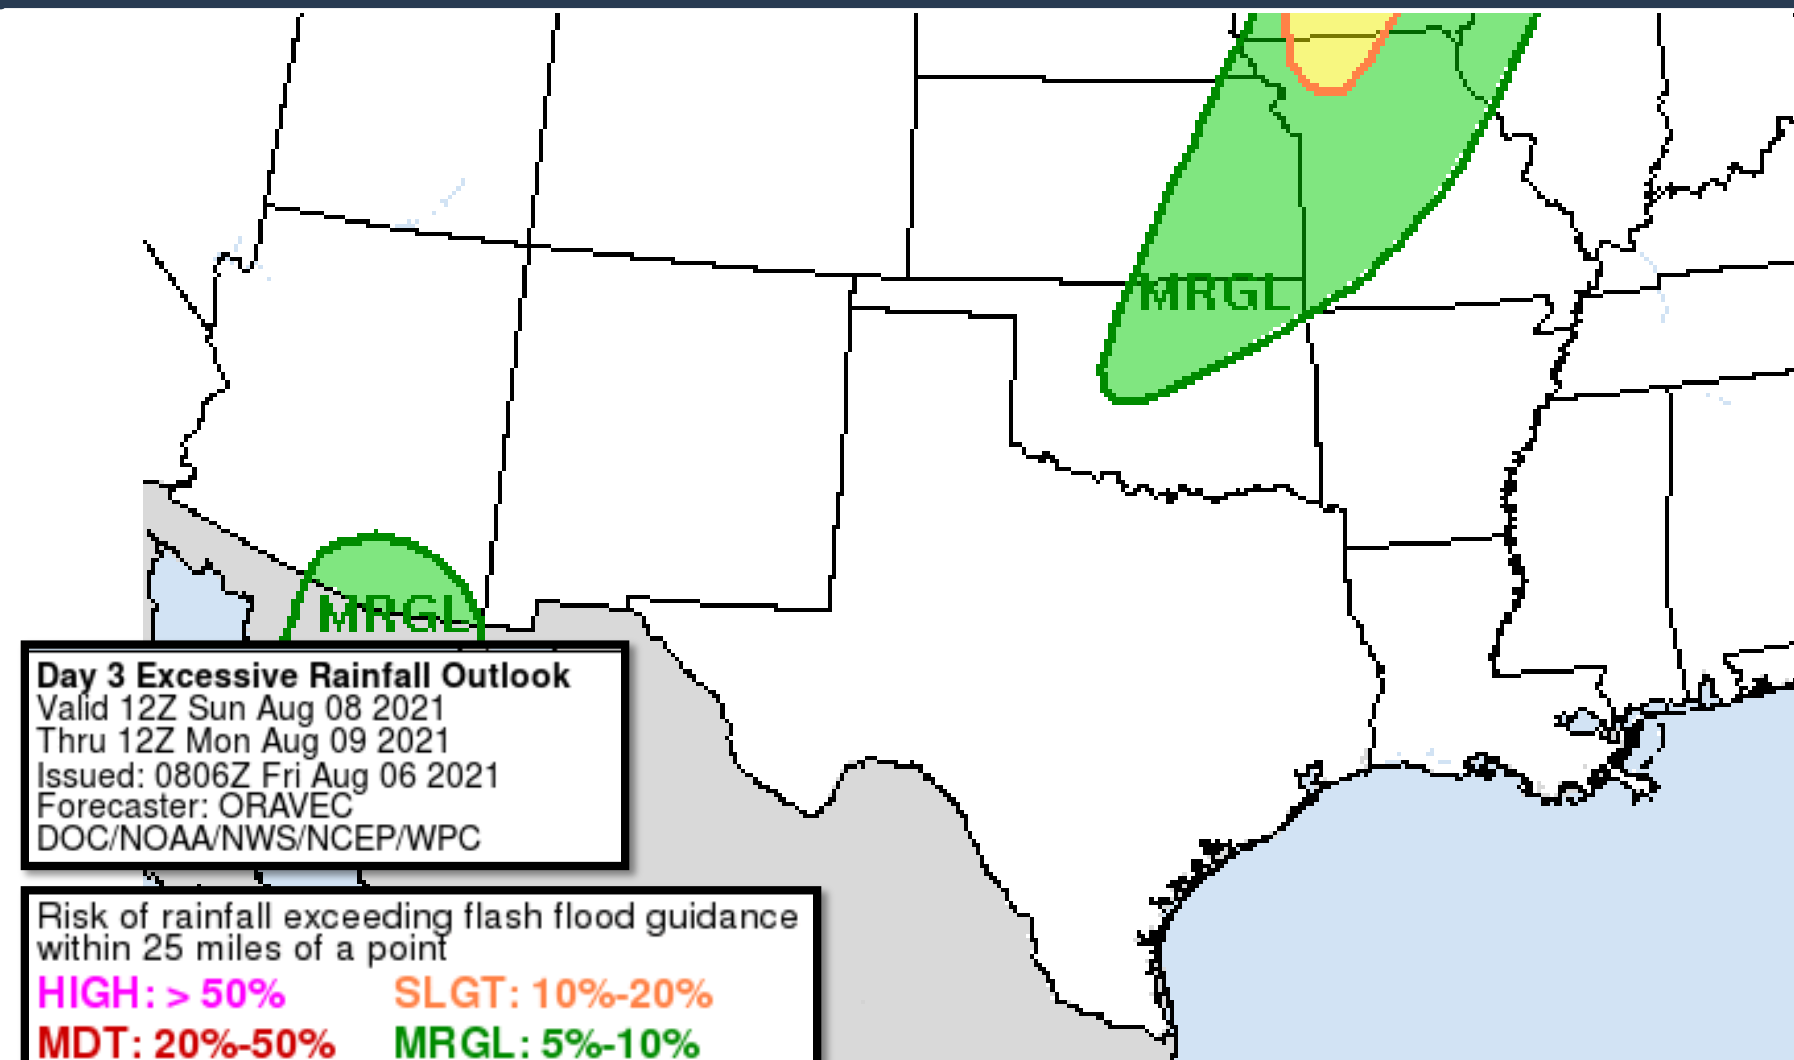 MRGL
MRGL
Day 3 Excessive Rainfall Outlook
Valid 12Z Sun Aug 08 2021
Thru 12Z Mon Aug 09 2021
Issued: 0806Z Fri Aug 06 2021
Forecaster: ORAVEC
DOC/NOAA/NWS/NCEP/WPC
Risk of rainfall exceeding flash flood guidance
within 25 miles of a point
HIGH: > 50% SLGT: 10%-20%
MDT: 20%-50% MRGL: 5%-10%